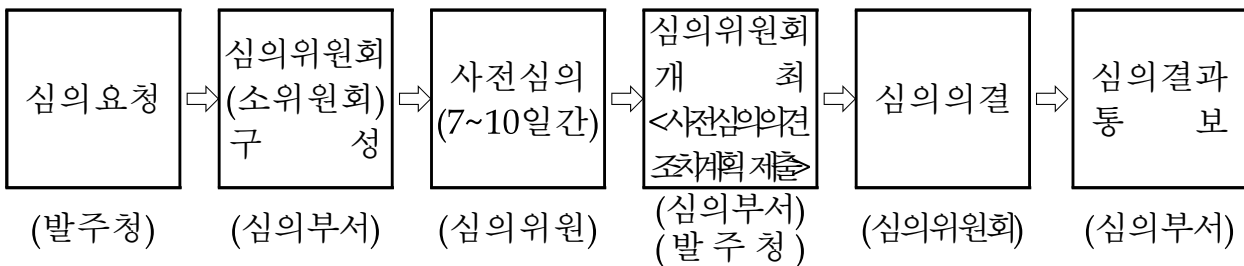 심의요청
(발주청)
심의위원회
(소위원회)
구 성
(심의부서)
사전심의
(7~10일간)
(심의위원)
심의위원회
개 최
<사전심의의견
조치계획 제출>
(심의부서)
(발 주 청)
심의의결
(심의위원회)
심의결과
통 보
(심의부서)